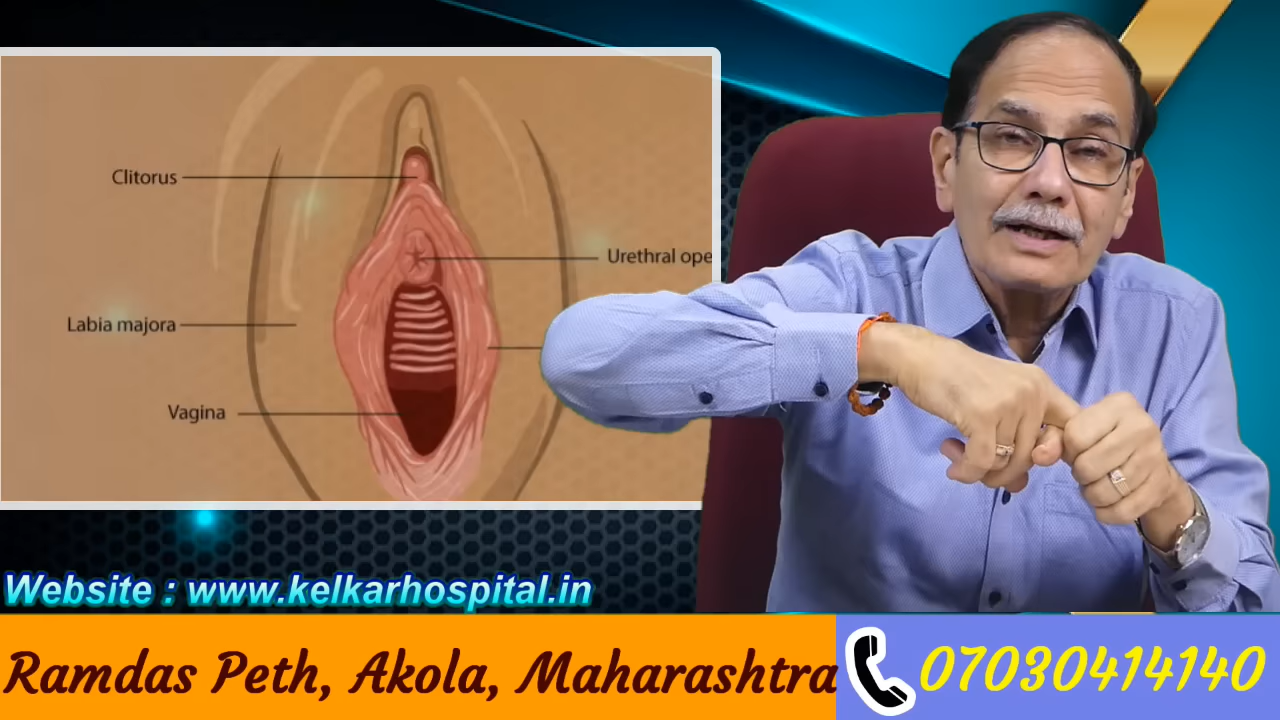 Clitorus
Urethral ope
Labia majora
Vagina
Website : www.kelkarhospital.in
Ramdas Peth, Akola, Maharashtra
07030414140